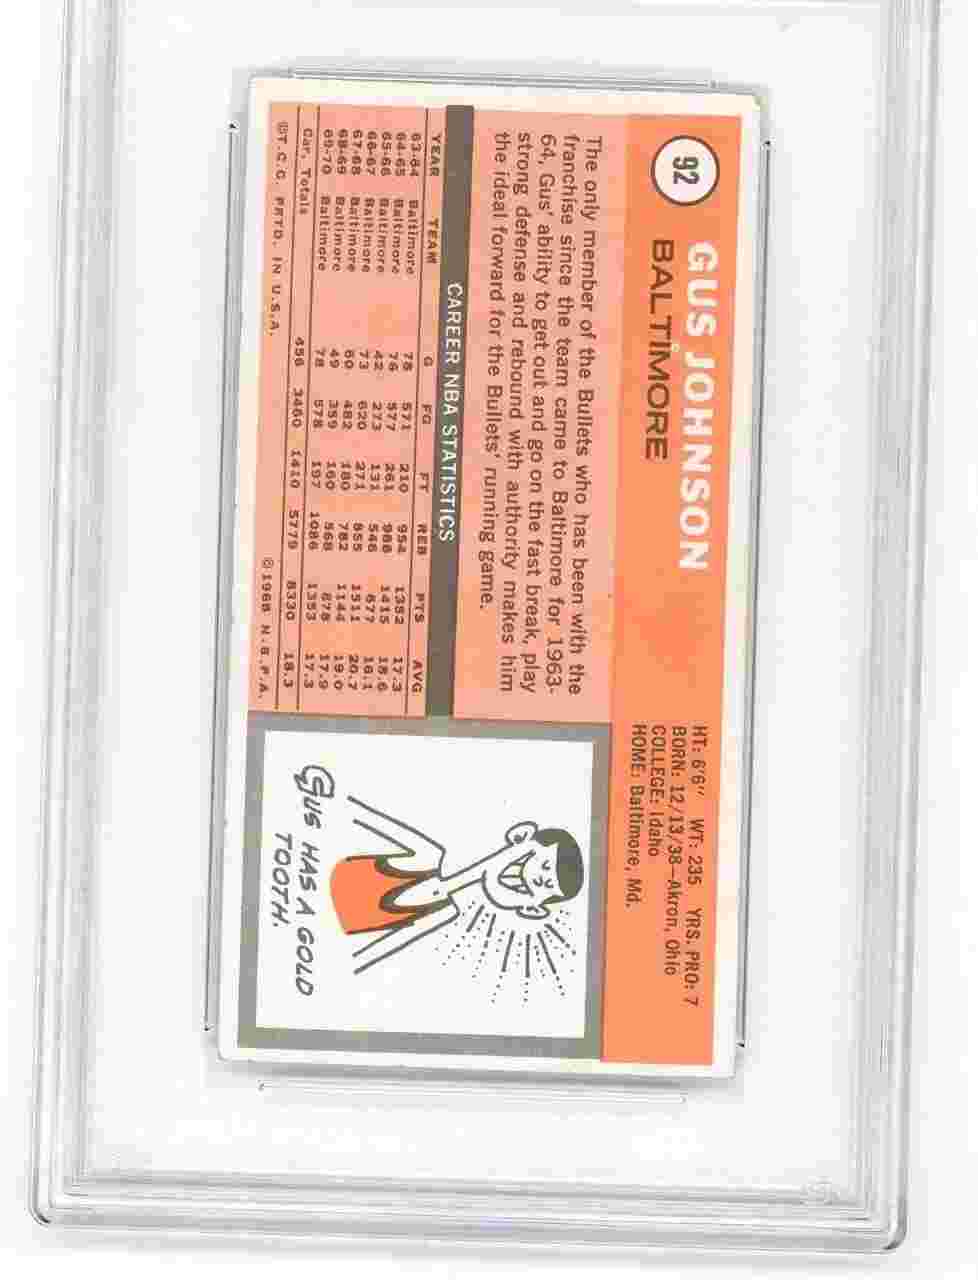 92
GUS JOHNSON
BALTIMORE
HT: 6'6" WT: 235 YRS. PRO: 7
BORN: 12/13/38—Akron, Ohio
COLLEGE: Idaho
HOME: Baltimore, Md.
The only member of the Bullets who has been with the
franchise since the team came to Baltimore for 1963-
64, Gus' ability to get out and go on the fast break, play
strong defense and rebound with authority makes him
the ideal forward for the Bullets' running game.
CAREER NBA STATISTICS
YEAR TEAM G FG FT REB PTS AVG
63-64 Baltimore 78 571 210 954 1352 17.3
64-65 Baltimore 76 577 261 988 1415 18.6
65-66 Baltimore 42 273 131 546 677 16.1
66-67 Baltimore 73 620 271 855 1511 20.7
67-68 Baltimore 60 482 180 782 1144 19.0
68-69 Baltimore 49 359 160 568 878 17.9
69-70 Baltimore 78 578 197 1086 1353 17.3
Car. Totals 456 3460 1410 5779 8330 18.3
©T.C.G. PRTD. IN U.S.A. ©1968 N.B.P.A.
GUS HAS A GOLD
TOOTH.